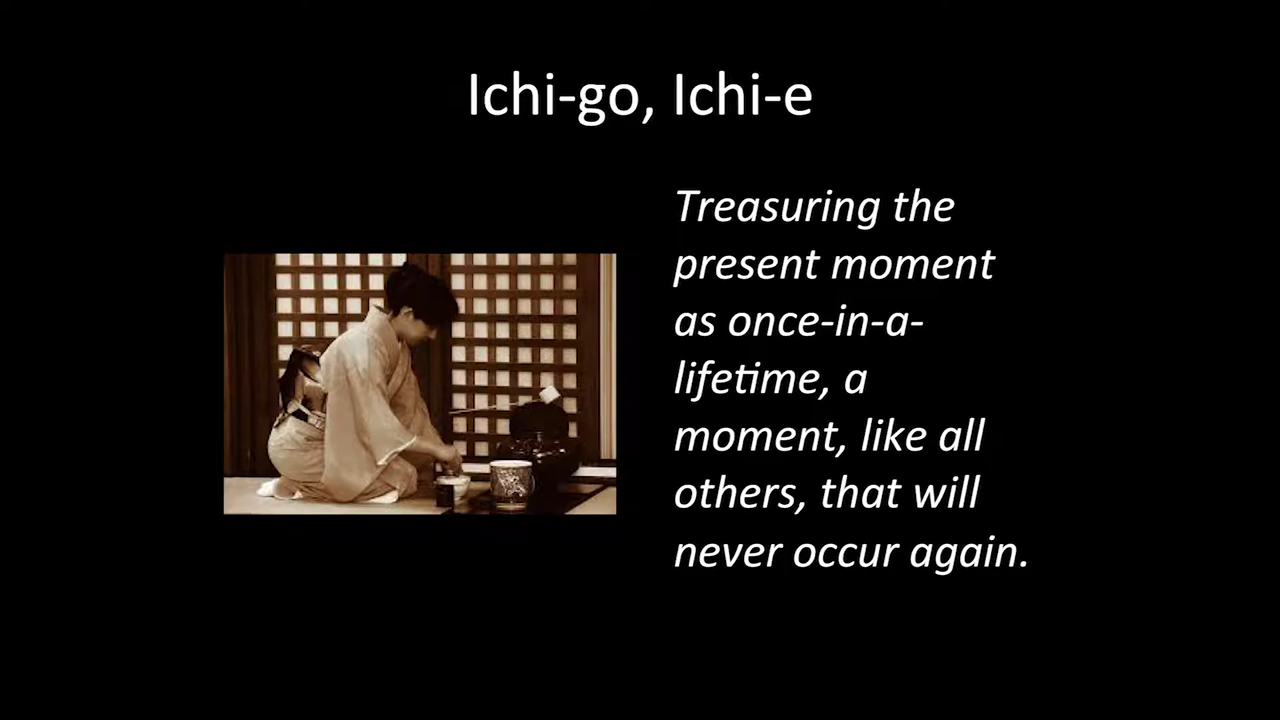 Ichi-go, Ichi-e
Treasuring the
present moment
as once-in-a-
lifetime, a
moment, like all
others, that will
never occur again.